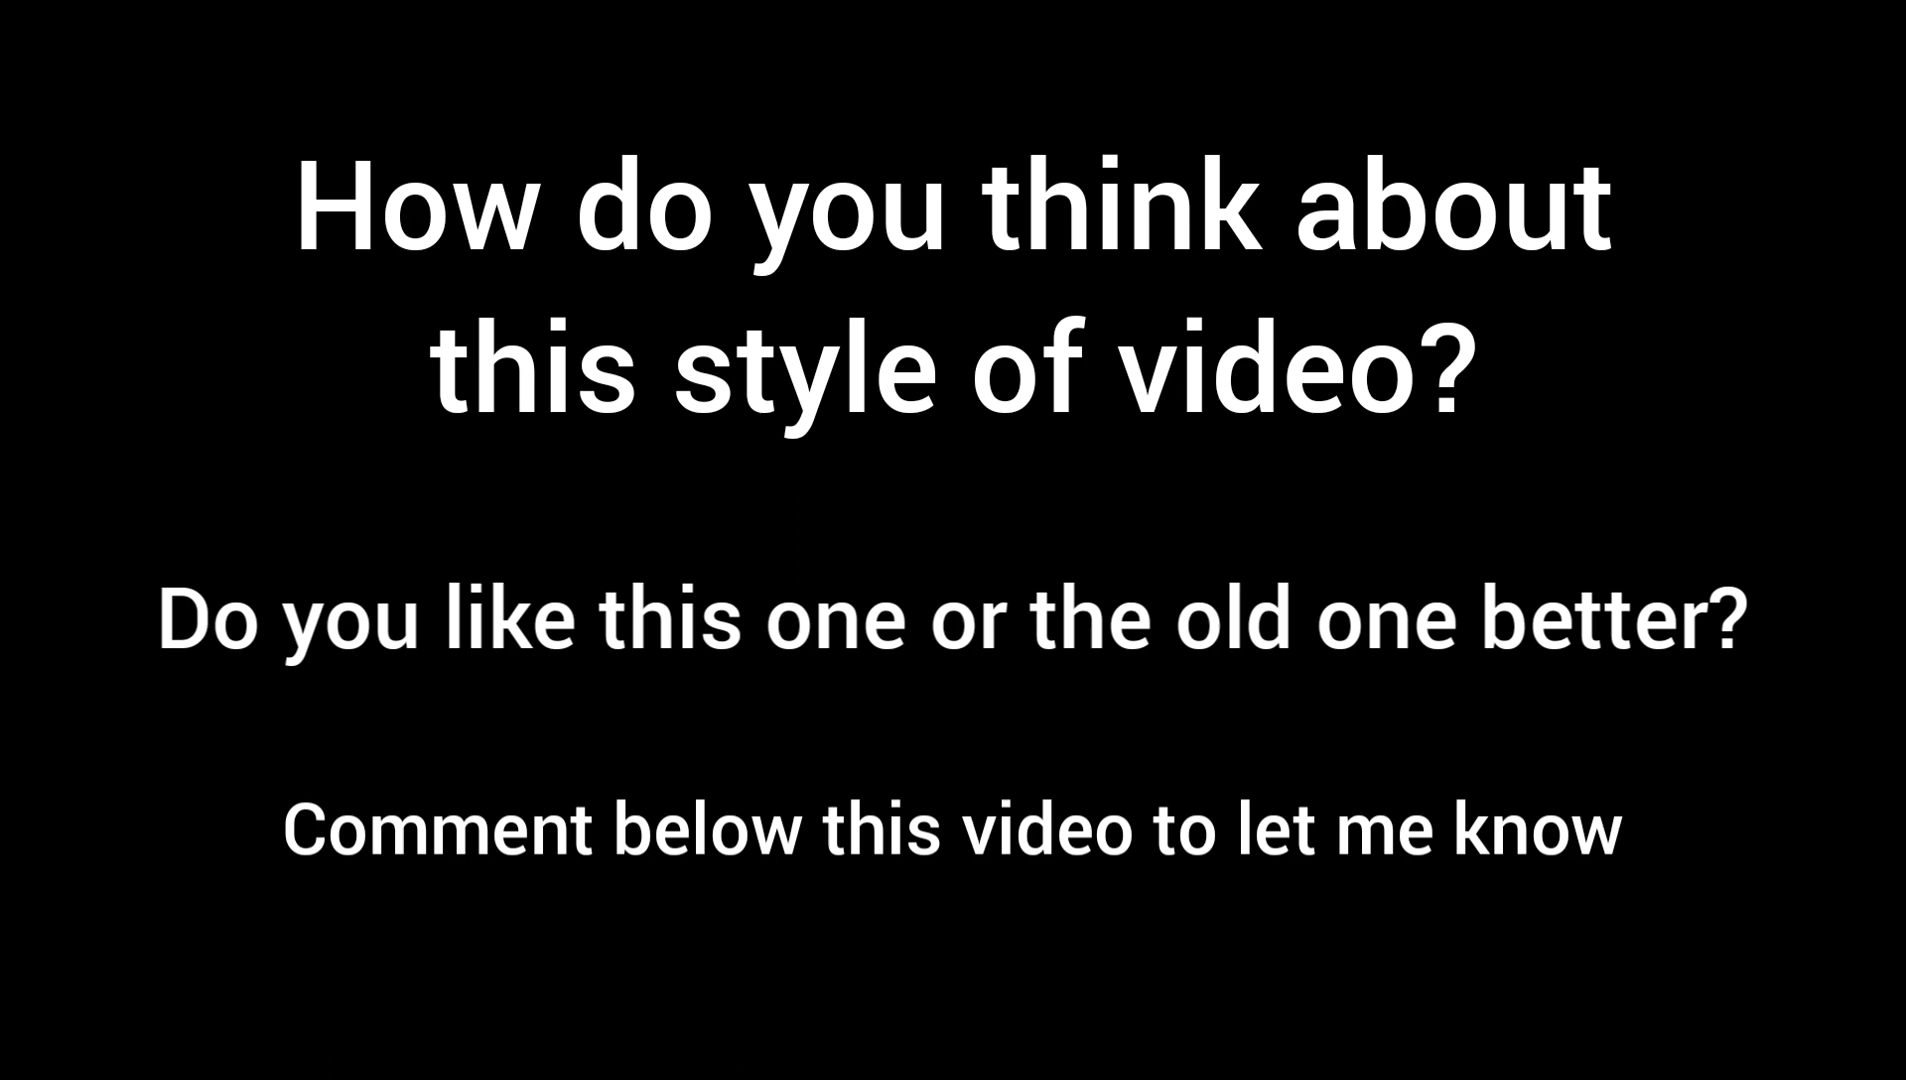 How do you think about
this style of video?
Do you like this one or the old one better?
Comment below this video to let me know